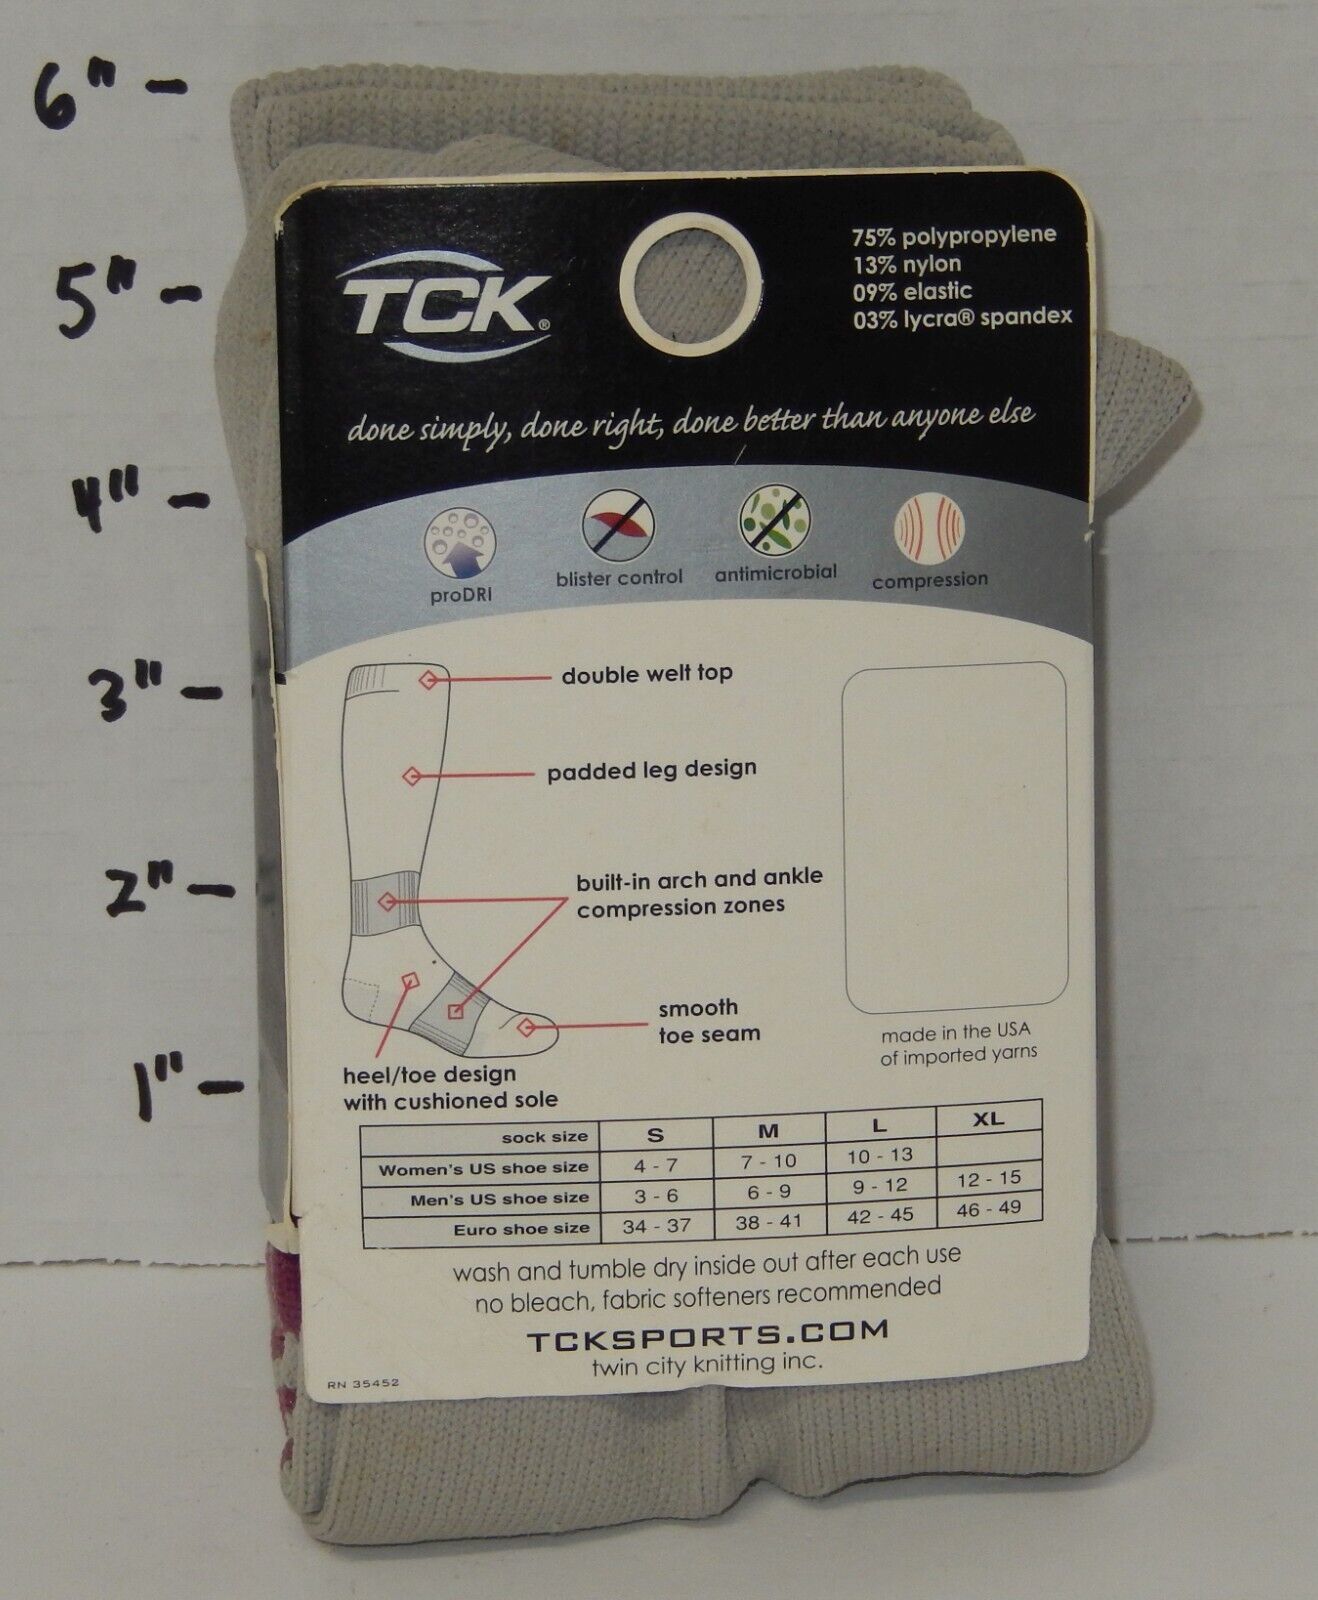 6" -
5" -
4" -
3" -
2" -
1" -
TCK®
75% polypropylene
13% nylon
09% elastic
03% lycra® spandex
done simply, done right, done better than anyone else
proDRI
blister control
antimicrobial
compression
double welt top
padded leg design
built-in arch and ankle
compression zones
smooth
toe seam
heel/toe design
with cushioned sole
made in the USA
of imported yarns
sock size S M L XL
Women's US shoe size 4 - 7 7 - 10 10 - 13
Men's US shoe size 3 - 6 6 - 9 9 - 12 12 - 15
Euro shoe size 34 - 37 38 - 41 42 - 45 46 - 49
wash and tumble dry inside out after each use
no bleach, fabric softeners recommended
TCKSPORTS.COM
twin city knitting inc.
RN 35452